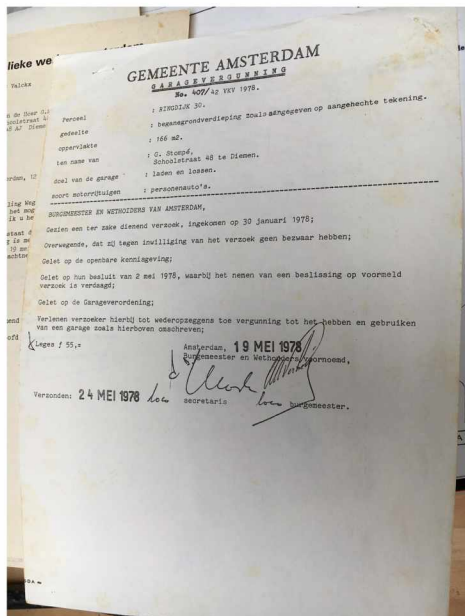 lieke we
Valckx
GEMEENTE AMSTERDAM
GARAGEVERGUNNING
No. 407/42 VKV 1978.
Perceel : RINGDIJK 30.
gedeelte : beganegrondverdieping zoals aangegeven op aangehechte tekening.
oppervlakte : 166 m2.
ten name van : G. Stoepé,
Schoolstraat 48 te Diemen.
doel van de garage : laden en lossen.
soort motorrijtuigen : personenauto's.
BURGEMEESTER EN WETHOUDERS VAN AMSTERDAM,
Gezien een ter zake dienend verzoek, ingekomen op 30 januari 1978;
Overwegende, dat zij tegen inwilliging van het verzoek geen bezwaar hebben;
Gelet op de openbare kennisgeving;
Gelet op hun besluit van 2 mei 1978, waarbij het nemen van een beslissing op voormeld
verzoek is verdaagd;
Gelet op de Garageverordening;
Verlenen verzoeker hierbij tot wederopzeggens toe vergunning tot het hebben en gebruiken
van een garage zoals hierboven omschreven;
Leges f 55,=
Amsterdam, 19 MEI 1978
Burgemeester en Wethouders voornoemd,
Verzonden: 24 MEI 1978
secretaris
burgemeester.